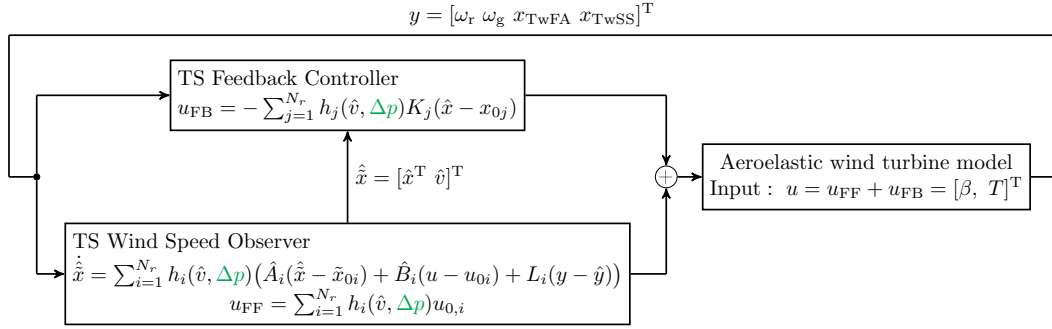 y = [ω_r ω_g x_TwFA x_TwSS]^T
TS Feedback Controller
u_FB = − ∑_{j=1}^{N_r} h_j(v̂, Δp)K_j(x̂ − x_{0j})
x̃̂ = [x̂^T v̂]^T
+
Aeroelastic wind turbine model
Input : u = u_FF + u_FB = [β, T]^T
TS Wind Speed Observer
ẋ̃̂ = ∑_{i=1}^{N_r} h_i(v̂, Δp)(Â_i(x̃̂ − x̃_{0i}) + B̂_i(u − u_{0i}) + L_i(y − ŷ))
u_FF = ∑_{i=1}^{N_r} h_i(v̂, Δp)u_{0,i}